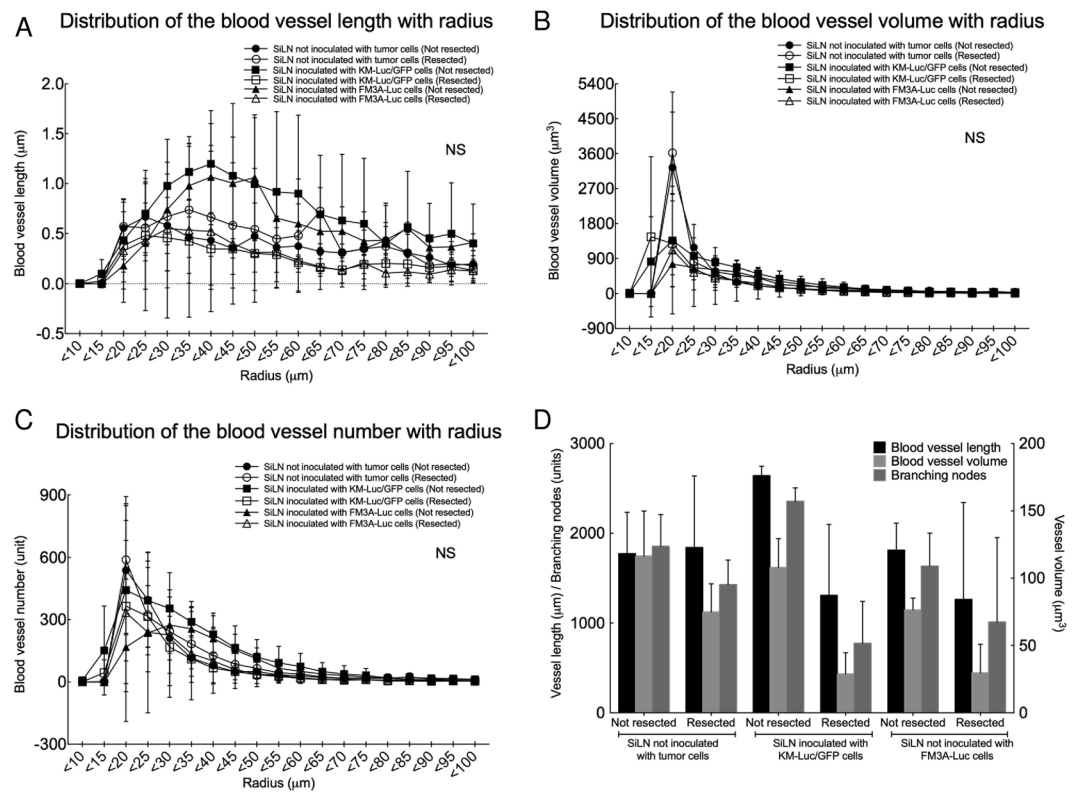 A
Distribution of the blood vessel length with radius
SiLN not inoculated with tumor cells (Not resected)
SiLN not inoculated with tumor cells (Resected)
SiLN inoculated with KM-Luc/GFP cells (Not resected)
SiLN inoculated with KM-Luc/GFP cells (Resected)
SiLN inoculated with FM3A-Luc cells (Not resected)
SiLN inoculated with FM3A-Luc cells (Resected)
NS
Blood vessel length (μm)
2.0
1.5
1.0
0.5
0.0
-0.5
<10 <15 <20 <25 <30 <35 <40 <45 <50 <55 <60 <65 <70 <75 <80 <85 <90 <95 <100
Radius (μm)
B
Distribution of the blood vessel volume with radius
SiLN not inoculated with tumor cells (Not resected)
SiLN not inoculated with tumor cells (Resected)
SiLN inoculated with KM-Luc/GFP cells (Not resected)
SiLN inoculated with KM-Luc/GFP cells (Resected)
SiLN inoculated with FM3A-Luc cells (Not resected)
SiLN inoculated with FM3A-Luc cells (Resected)
NS
Blood vessel volume (μm³)
5400
4500
3600
2700
1800
900
0
-900
<10 <15 <20 <25 <30 <35 <40 <45 <50 <55 <60 <65 <70 <75 <80 <85 <90 <95 <100
Radius (μm)
C
Distribution of the blood vessel number with radius
SiLN not inoculated with tumor cells (Not resected)
SiLN not inoculated with tumor cells (Resected)
SiLN inoculated with KM-Luc/GFP cells (Not resected)
SiLN inoculated with KM-Luc/GFP cells (Resected)
SiLN inoculated with FM3A-Luc cells (Not resected)
SiLN inoculated with FM3A-Luc cells (Resected)
NS
Blood vessel number (unit)
900
600
300
0
-300
<10 <15 <20 <25 <30 <35 <40 <45 <50 <55 <60 <65 <70 <75 <80 <85 <90 <95 <100
Radius (μm)
D
Blood vessel length
Blood vessel volume
Branching nodes
Vessel length (μm) / Branching nodes (units)
3000
2000
1000
0
200
150
100
50
0
Vessel volume (μm³)
Not resected Resected Not resected Resected Not resected Resected
SiLN not inoculated with tumor cells
SiLN inoculated with KM-Luc/GFP cells
SiLN not inoculated with FM3A-Luc cells